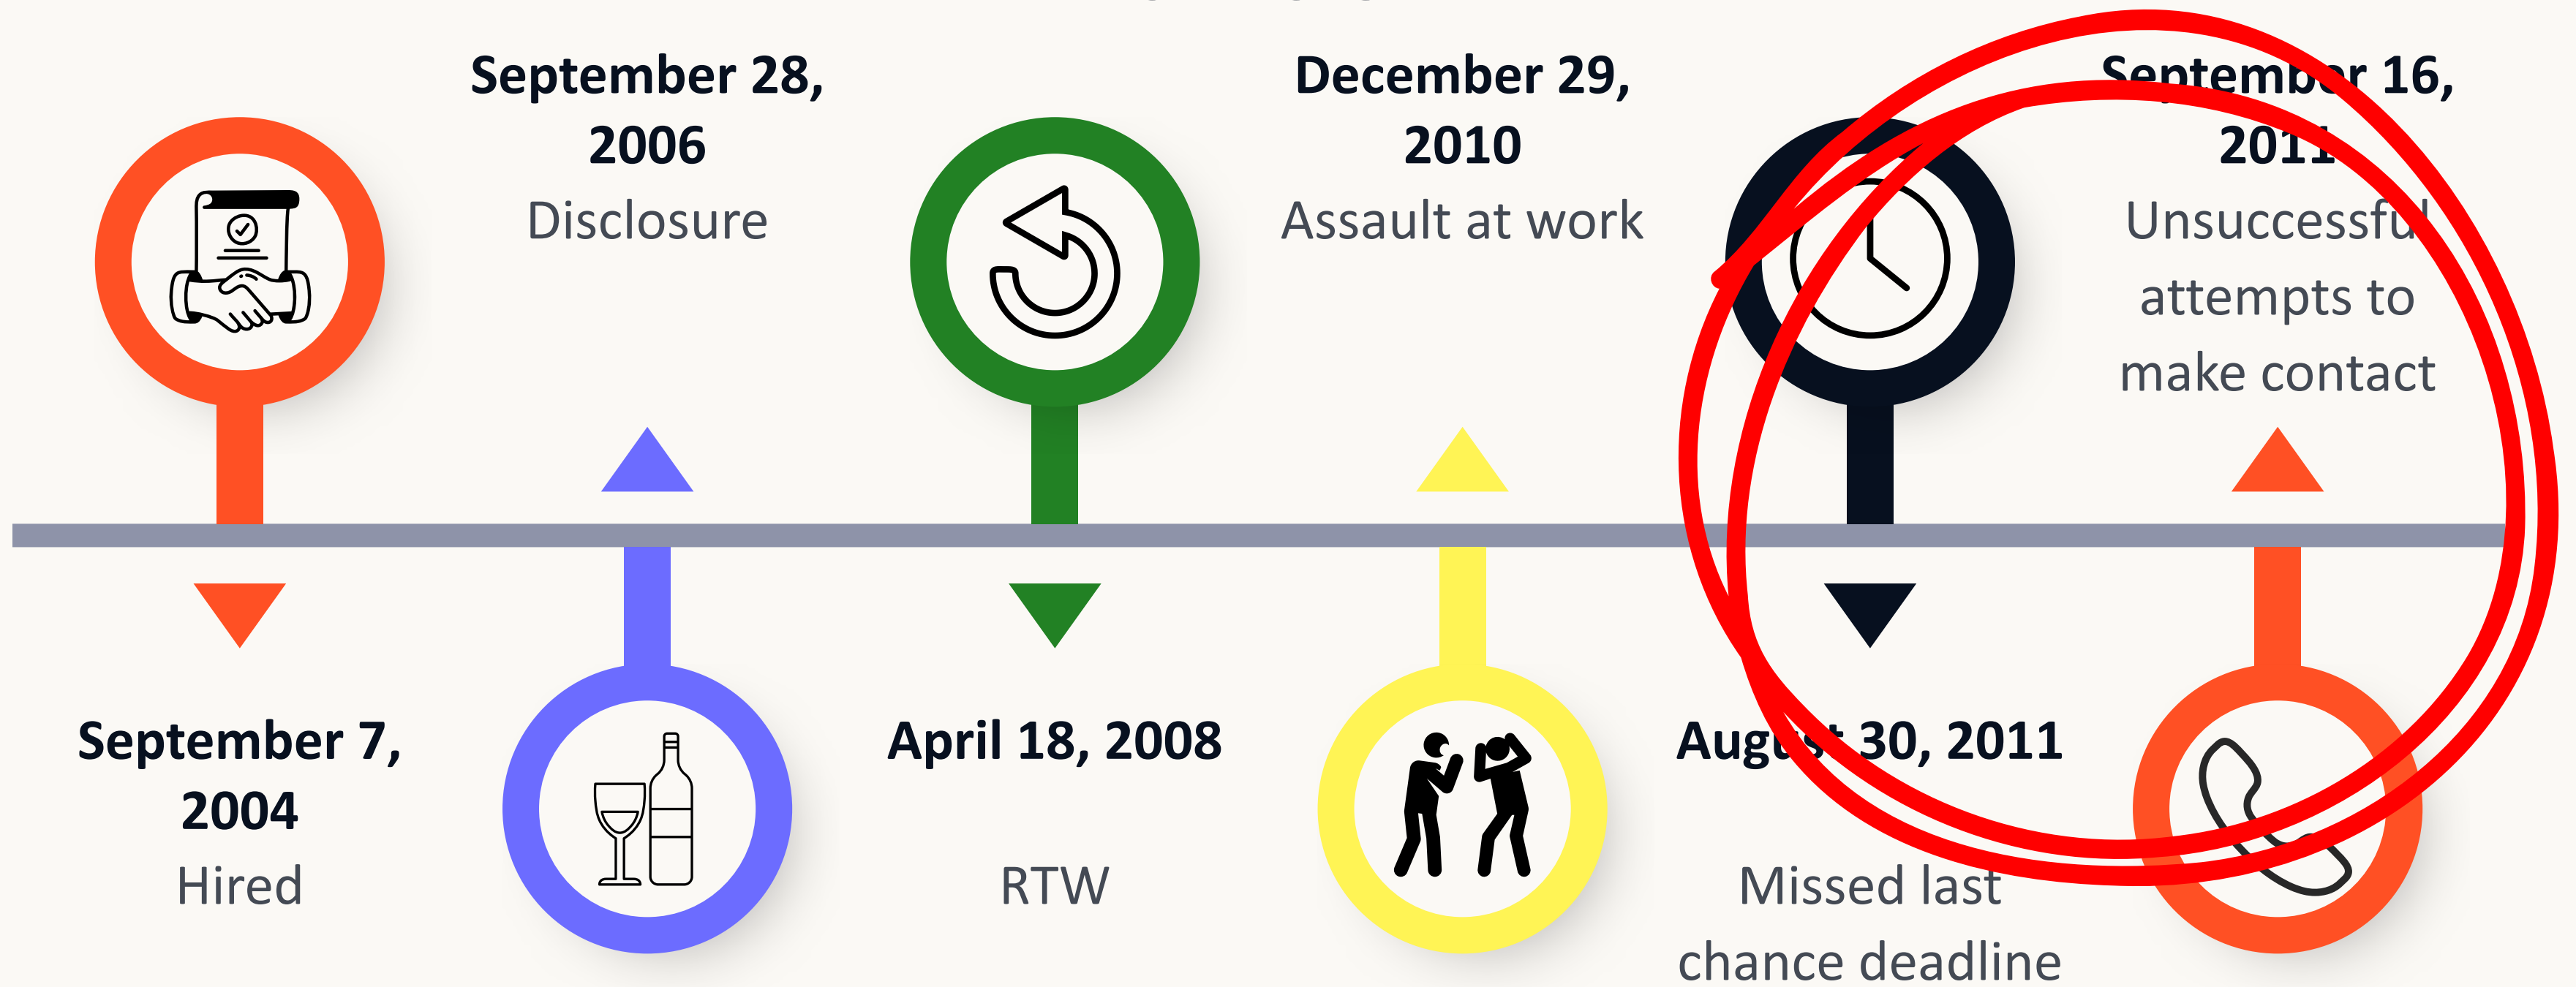 September 28,
2006
Disclosure
December 29,
2010
Assault at work
September 16,
2011
Unsuccessful
attempts to
make contact
September 7,
2004
Hired
April 18, 2008
RTW
August 30, 2011
Missed last
chance deadline